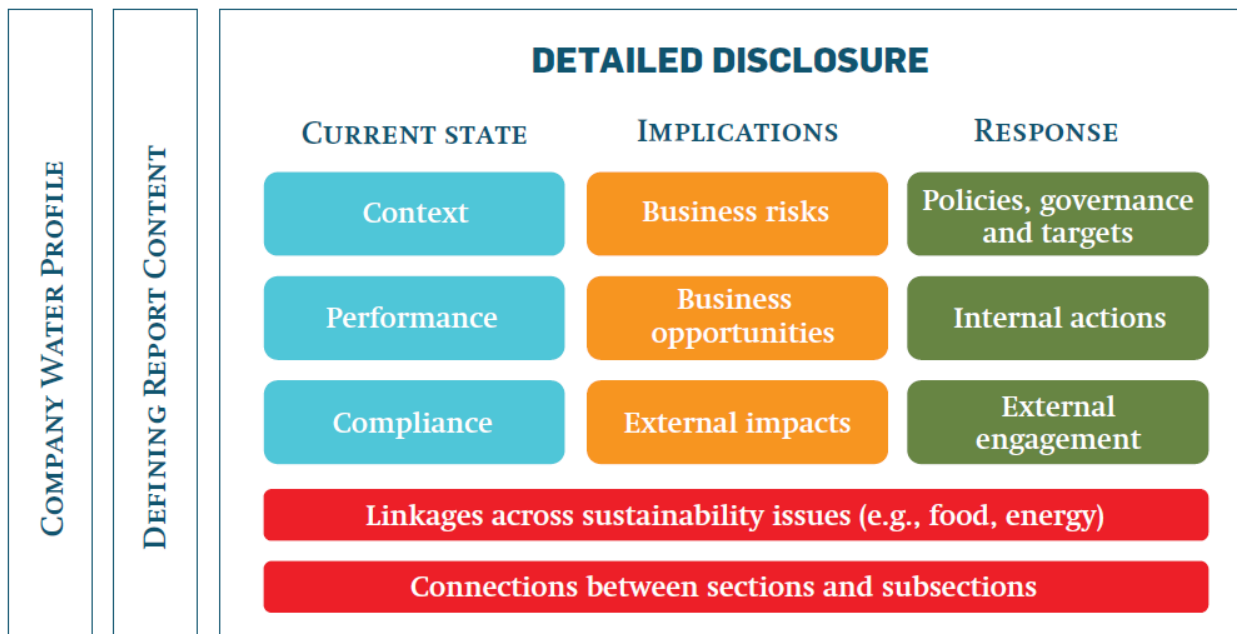 COMPANY WATER PROFILE
DEFINING REPORT CONTENT
DETAILED DISCLOSURE
CURRENT STATE
IMPLICATIONS
RESPONSE
Context
Business risks
Policies, governance
and targets
Performance
Business
opportunities
Internal actions
Compliance
External impacts
External
engagement
Linkages across sustainability issues (e.g., food, energy)
Connections between sections and subsections